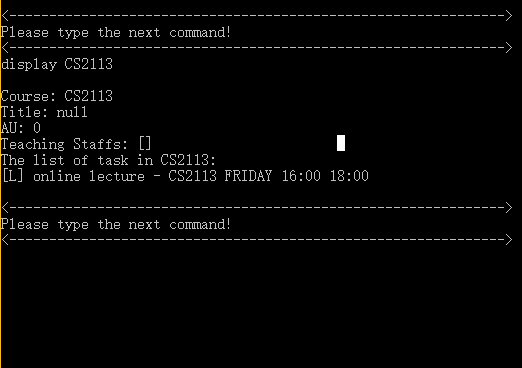 <--------------------------------------------------------------->
Please type the next command!
<--------------------------------------------------------------->
display CS2113
Course: CS2113
Title: null
AU: 0
Teaching Staffs: []
The list of task in CS2113:
[L] online lecture - CS2113 FRIDAY 16:00 18:00
<--------------------------------------------------------------->
Please type the next command!
<--------------------------------------------------------------->